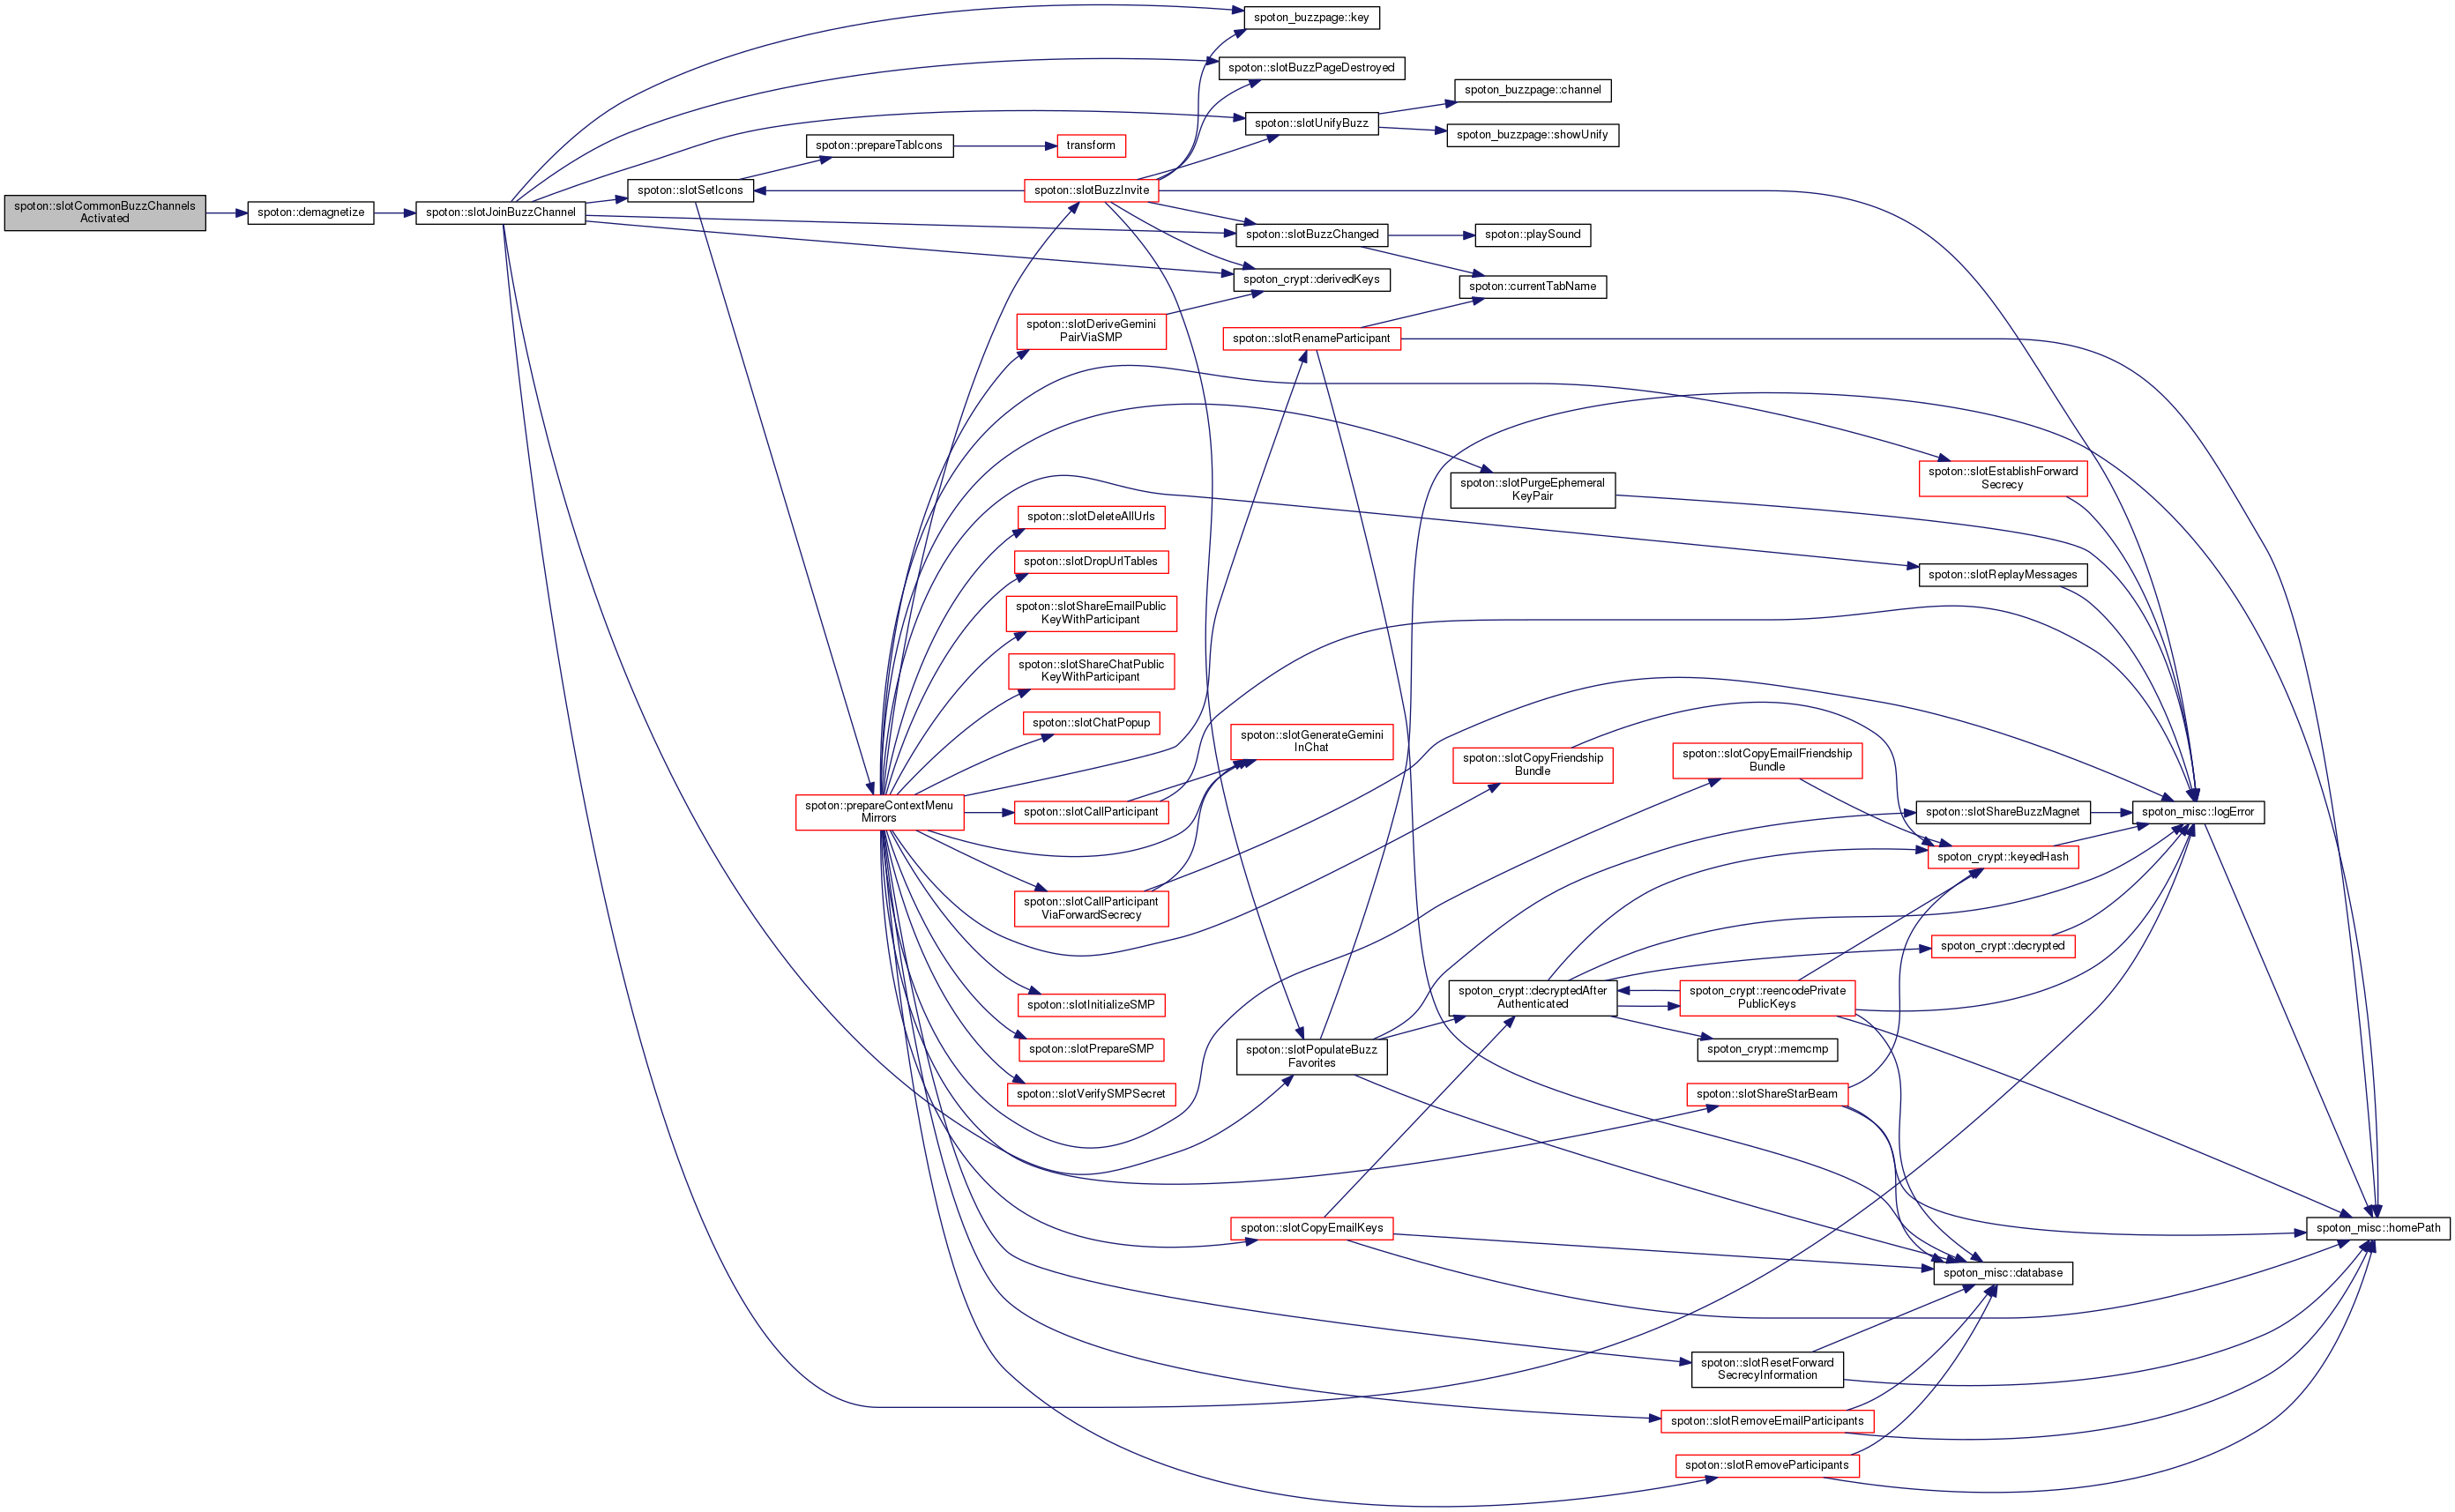 spoton::slotCommonBuzzChannels
Activated
spoton::demagnetize
spoton::slotJoinBuzzChannel
spoton::slotSetIcons
spoton::prepareTabIcons
transform
spoton::prepareContextMenu
Mirrors
spoton::slotBuzzInvite
spoton::slotDeriveGemini
PairViaSMP
spoton::slotDeleteAllUrls
spoton::slotDropUrlTables
spoton::slotShareEmailPublic
KeyWithParticipant
spoton::slotShareChatPublic
KeyWithParticipant
spoton::slotChatPopup
spoton::slotCallParticipant
spoton::slotCallParticipant
ViaForwardSecrecy
spoton::slotInitializeSMP
spoton::slotPrepareSMP
spoton::slotVerifySMPSecret
spoton_buzzpage::key
spoton::slotBuzzPageDestroyed
spoton::slotUnifyBuzz
spoton::slotBuzzChanged
spoton_crypt::derivedKeys
spoton::slotRenameParticipant
spoton::slotGenerateGemini
InChat
spoton::slotPopulateBuzz
Favorites
spoton::slotCopyEmailKeys
spoton_buzzpage::channel
spoton_buzzpage::showUnify
spoton::playSound
spoton::currentTabName
spoton::slotPurgeEphemeral
KeyPair
spoton::slotCopyFriendship
Bundle
spoton_crypt::decryptedAfter
Authenticated
spoton::slotCopyEmailFriendship
Bundle
spoton_crypt::reencodePrivate
PublicKeys
spoton_crypt::memcmp
spoton::slotShareStarBeam
spoton::slotResetForward
SecrecyInformation
spoton::slotRemoveEmailParticipants
spoton::slotRemoveParticipants
spoton::slotEstablishForward
Secrecy
spoton::slotReplayMessages
spoton::slotShareBuzzMagnet
spoton_crypt::keyedHash
spoton_crypt::decrypted
spoton_misc::database
spoton_misc::logError
spoton_misc::homePath